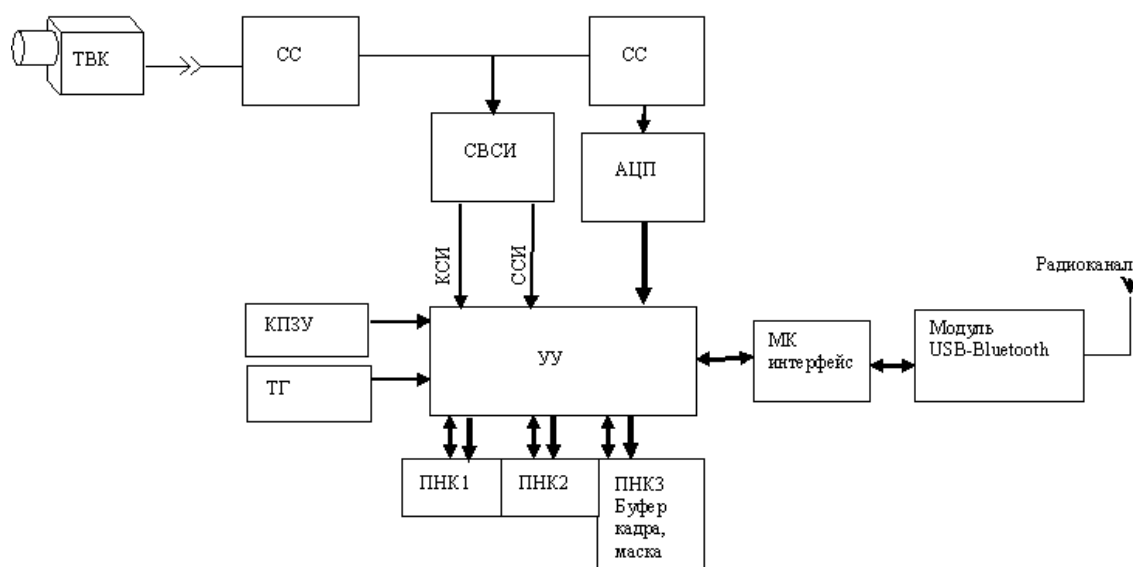 ТВК
СС
СС
СВСИ
АЦП
КСИ
ССИ
Радиоканал
КПЗУ
ТГ
УУ
МК
интерфейс
Модуль
USB-Bluetooth
ПНК1
ПНК2
ПНК3
Буфер
кадра,
маска